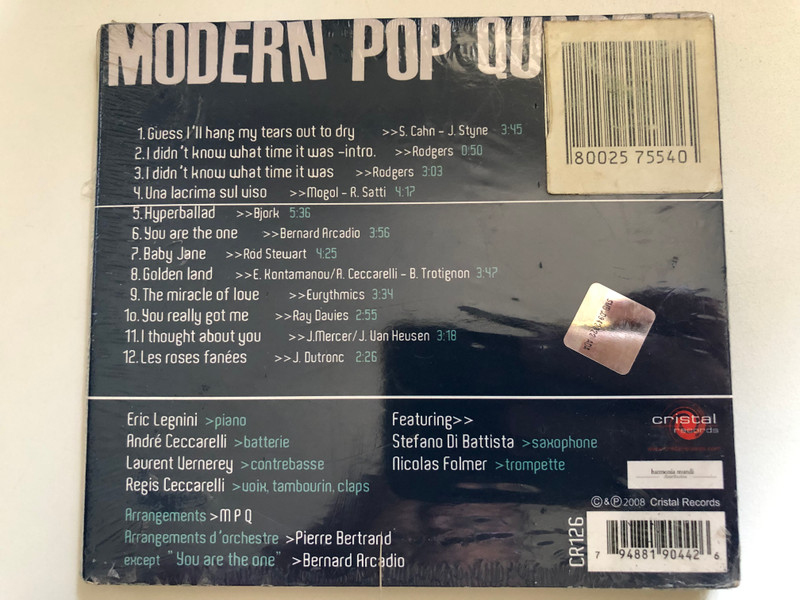 MODERN POP QU
80025 75540
1. Guess I'll hang my tears out to dry >>S. Cahn - J. Styne 3:45
2. I didn't know what time it was -intro. >>Rodgers 0:50
3. I didn't know what time it was >>Rodgers 3:03
4. Una lacrima sul viso >>Mogol - R. Satti 4:17
5. Hyperballad >>Bjork 5:36
6. You are the one >>Bernard Arcadio 3:56
7. Baby Jane >>Rod Stewart 4:25
8. Golden land >>E. Kontamanou/A. Ceccarelli - B. Trotignon 3:47
9. The miracle of love >>Eurythmics 3:34
10. You really got me >>Ray Davies 2:55
11. I thought about you >>J.Mercer/J. Van Heusen 3:18
12. Les roses fanées >>J. Dutronc 2:26
Eric Legnini >piano
André Ceccarelli >batterie
Laurent Vernerey >contrebasse
Regis Ceccarelli >voix, tambourin, claps
Arrangements >M P Q
Arrangements d'orchestre >Pierre Bertrand
except "You are the one" >Bernard Arcadio
Featuring>>
Stefano Di Battista >saxophone
Nicolas Folmer >trompette
cristal
records
harmonia mundi
distribution
©&℗2008 Cristal Records
CR126
7 94881 90442 6